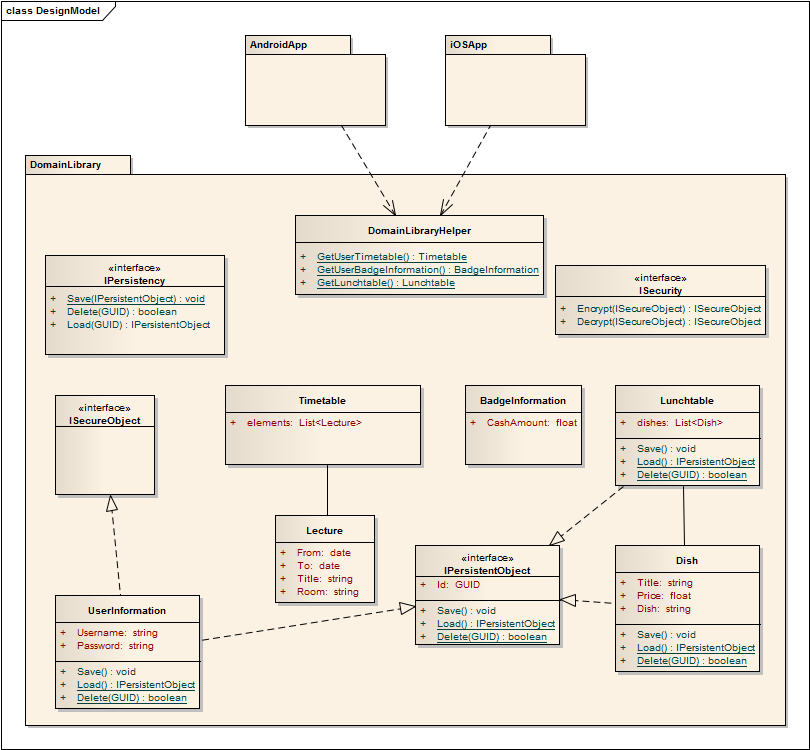 class DesignModel
AndroidApp
iOSApp
DomainLibrary
DomainLibraryHelper
+ GetUserTimetable() : Timetable
+ GetUserBadgeInformation() : BadgeInformation
+ GetLunchtable() : Lunchtable
«interface»
IPersistency
+ Save(IPersistentObject) : void
+ Delete(GUID) : boolean
+ Load(GUID) : IPersistentObject
«interface»
ISecurity
+ Encrypt(ISecureObject) : ISecureObject
+ Decrypt(ISecureObject) : ISecureObject
«interface»
ISecureObject
Timetable
+ elements: List<Lecture>
BadgeInformation
+ CashAmount: float
Lunchtable
+ dishes: List<Dish>
+ Save() : void
+ Load() : IPersistentObject
+ Delete(GUID) : boolean
Lecture
+ From: date
+ To: date
+ Title: string
+ Room: string
«interface»
IPersistentObject
+ Id: GUID
+ Save() : void
+ Load() : IPersistentObject
+ Delete(GUID) : boolean
Dish
+ Title: string
+ Price: float
+ Dish: string
+ Save() : void
+ Load() : IPersistentObject
+ Delete(GUID) : boolean
UserInformation
+ Username: string
+ Password: string
+ Save() : void
+ Load() : IPersistentObject
+ Delete(GUID) : boolean